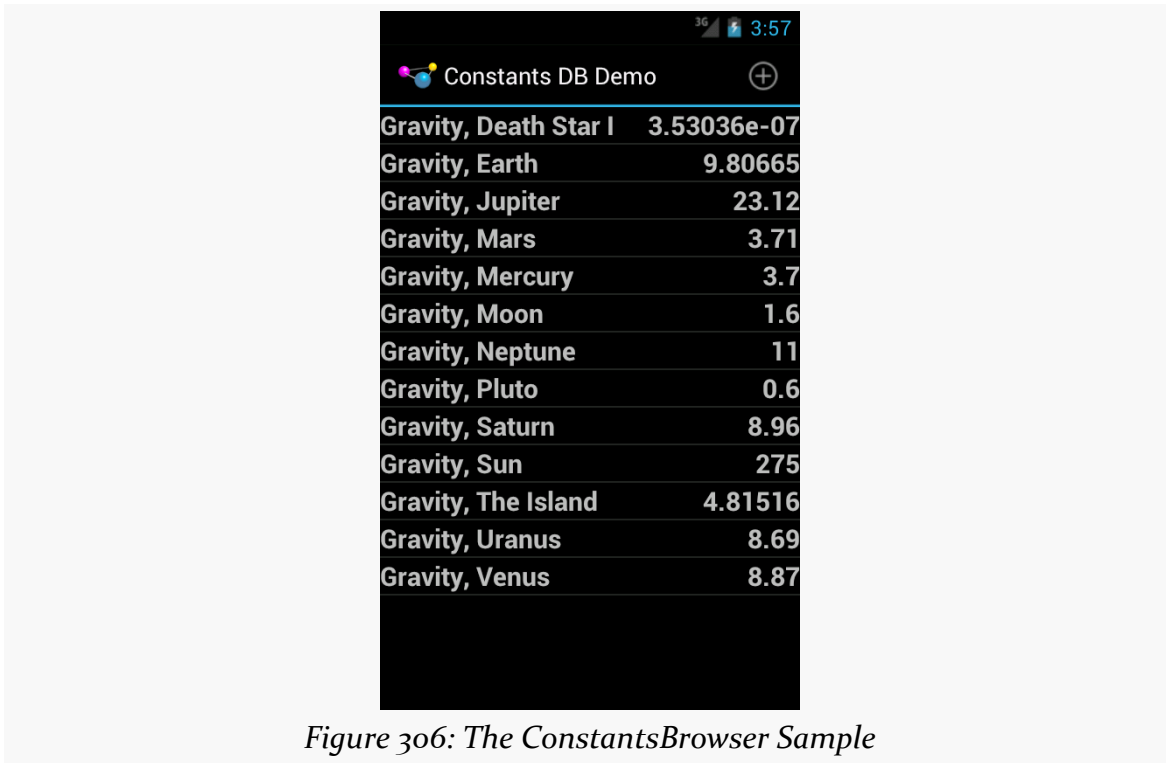 3G 3:57
Constants DB Demo
Gravity, Death Star I 3.53036e-07
Gravity, Earth 9.80665
Gravity, Jupiter 23.12
Gravity, Mars 3.71
Gravity, Mercury 3.7
Gravity, Moon 1.6
Gravity, Neptune 11
Gravity, Pluto 0.6
Gravity, Saturn 8.96
Gravity, Sun 275
Gravity, The Island 4.81516
Gravity, Uranus 8.69
Gravity, Venus 8.87
Figure 306: The ConstantsBrowser Sample